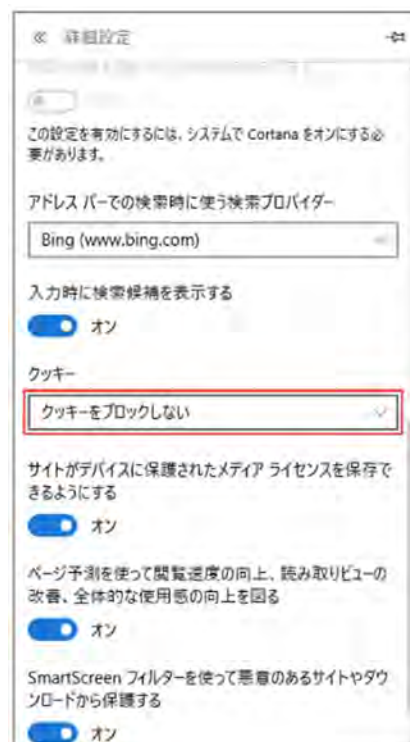 « 詳細設定
この設定を有効にするには、システムで Cortana をオンにする必
要があります。
アドレス バーでの検索時に使う検索プロバイダー
Bing (www.bing.com)
入力時に検索候補を表示する
オン
クッキー
クッキーをブロックしない
サイトがデバイスに保護されたメディア ライセンスを保存で
きるようにする
オン
ページ予測を使って閲覧速度の向上、読み取りビューの
改善、全体的な使用感の向上を図る
オン
SmartScreen フィルターを使って悪意のあるサイトやダウ
ンロードから保護する
オン